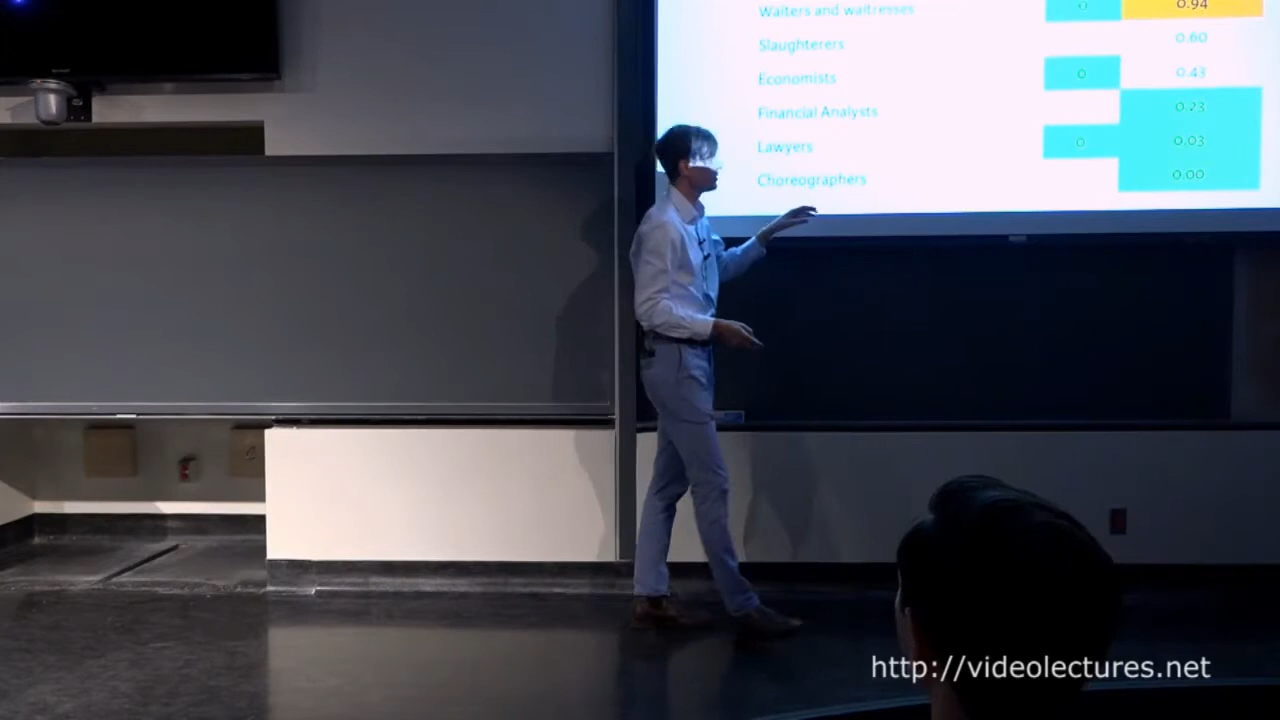 Waiters and waitresses 0 0.94
Slaughterers 0.60
Economists 0 0.43
Financial Analysts 0.23
Lawyers 0 0.03
Choreographers 0.00
http://videolectures.net